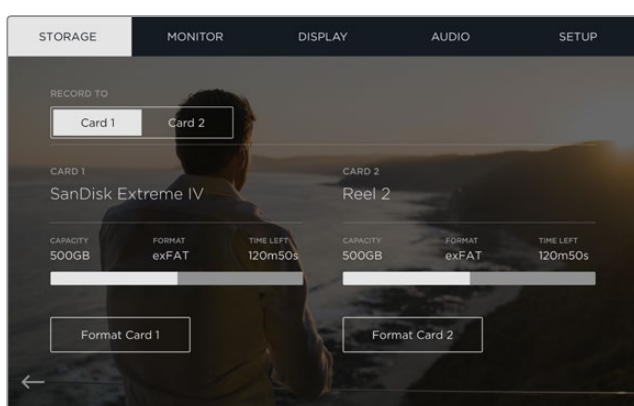 STORAGE MONITOR DISPLAY AUDIO SETUP
RECORD TO
Card 1 Card 2
CARD 1 CARD 2
SanDisk Extreme IV Reel 2
CAPACITY FORMAT TIME LEFT CAPACITY FORMAT TIME LEFT
500GB exFAT 120m50s 500GB exFAT 120m50s
Format Card 1 Format Card 2